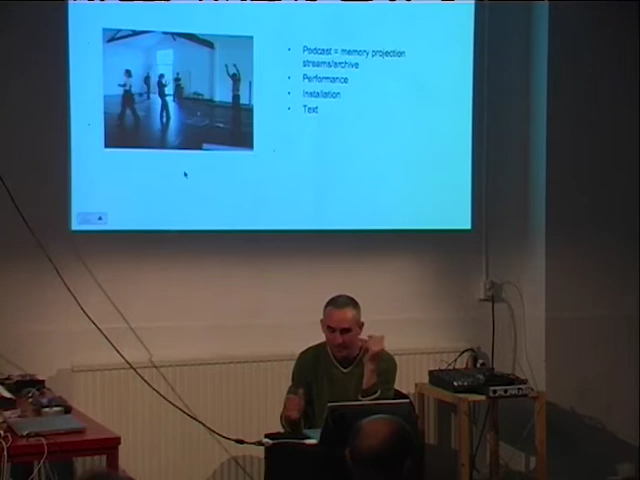 Podcast = memory projection
streams/archive
Performance
Installation
Text